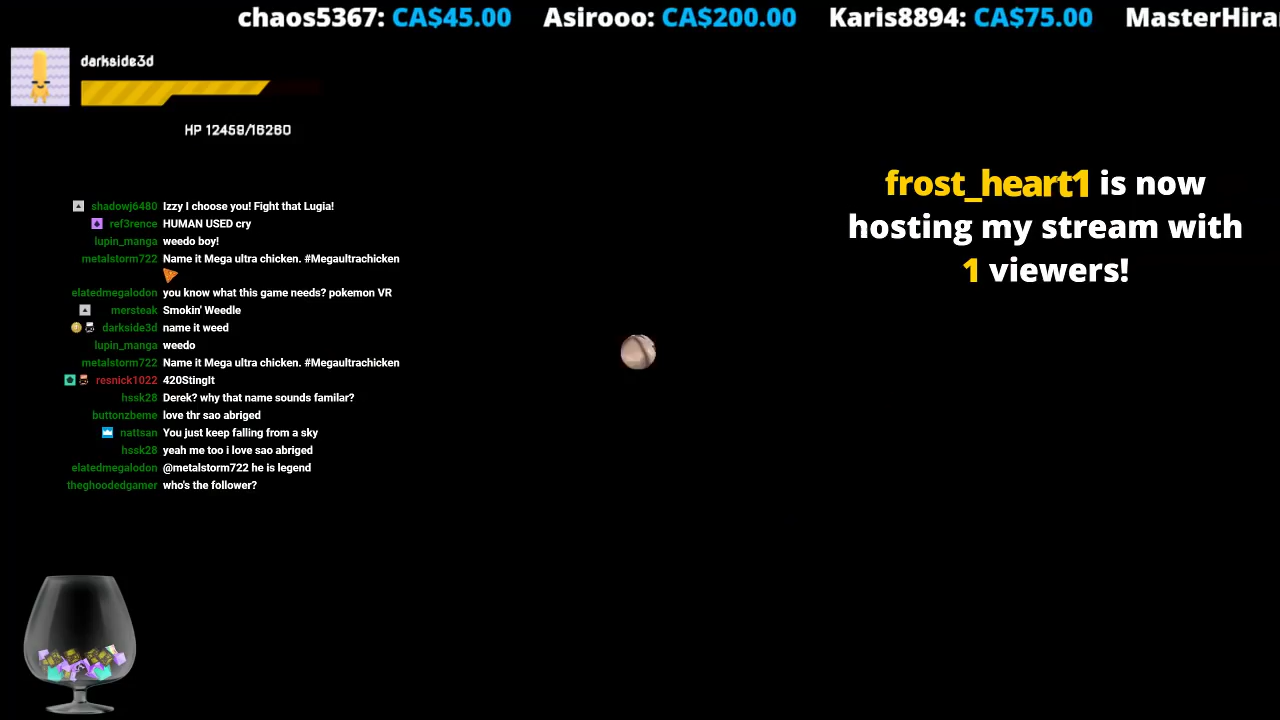 chaos5367: CA$45.00 Asirooo: CA$200.00 Karis8894: CA$75.00 MasterHira
darkside3d
HP 12459/16260
frost_heart1 is now
hosting my stream with
1 viewers!
shadowj6480 Izzy I choose you! Fight that Lugia!
ref3rence HUMAN USED cry
lupin_manga weedo boy!
metalstorm722 Name it Mega ultra chicken. #Megaultrachicken
elatedmegalodon you know what this game needs? pokemon VR
mersteak Smokin' Weedle
darkside3d name it weed
lupin_manga weedo
metalstorm722 Name it Mega ultra chicken. #Megaultrachicken
resnick1022 420StingIt
hssk28 Derek? why that name sounds familar?
buttonzbeme love thr sao abriged
nattsan You just keep falling from a sky
hssk28 yeah me too i love sao abriged
elatedmegalodon @metalstorm722 he is legend
theghoodedgamer who's the follower?